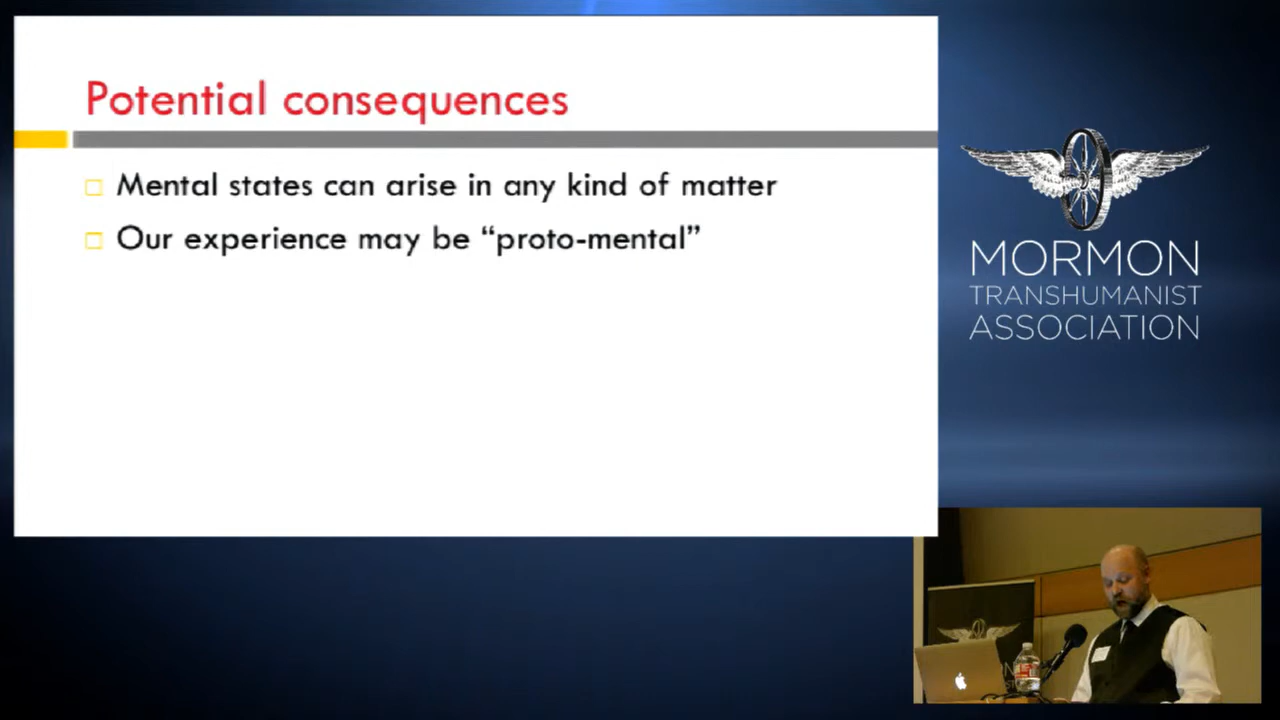 Potential consequences
Mental states can arise in any kind of matter
Our experience may be “proto-mental”
MORMON
TRANSHUMANIST
ASSOCIATION